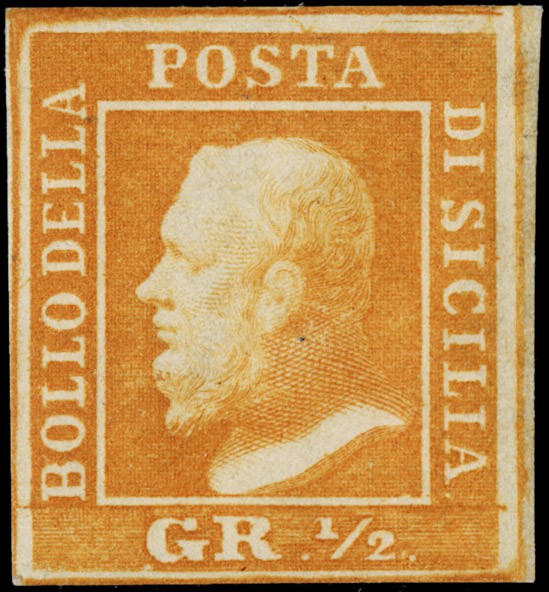 BOLLO DELLA
POSTA
DI SICILIA
GR. 1/2.